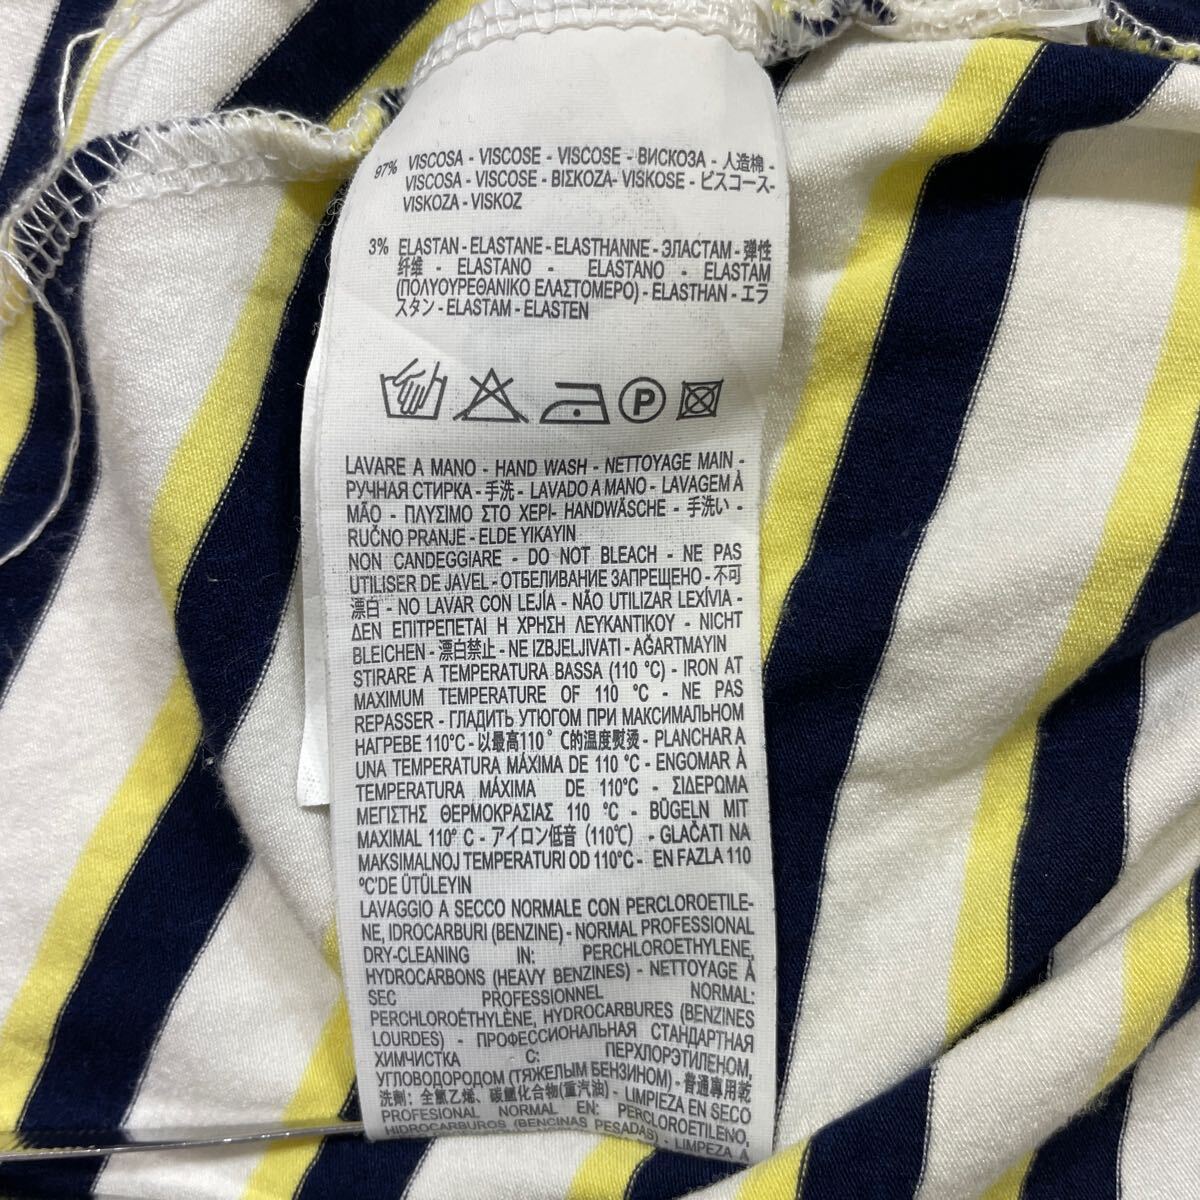 97% VISCOSA - VISCOSE - VISCOSE - ВИСКОЗА - 人造棉 -
VISCOSA - VISCOSE - ΒΙΣΚΟΖΑ- VISKOSE - ビスコース-
VISKOZA - VISKOZ
3% ELASTAN - ELASTANE - ELASTHANNE - ЭЛАСТАМ - 弹性
纤维 - ELASTANO - ELASTANO - ELASTAM
(ΠΟΛΥΟΥΡΕΘΑΝΙΚΟ ΕΛΑΣΤΟΜΕΡΟ) - ELASTHAN - エラ
スタン - ELASTAM - ELASTEN
P
LAVARE A MANO - HAND WASH - NETTOYAGE MAIN -
РУЧНАЯ СТИРКА - 手洗 - LAVADO A MANO - LAVAGEM À
MÃO - ΠΛΥΣΙΜΟ ΣΤΟ ΧΕΡΙ- HANDWÄSCHE - 手洗い -
RUČNO PRANJE - ELDE YIKAYIN
NON CANDEGGIARE - DO NOT BLEACH - NE PAS
UTILISER DE JAVEL - ОТБЕЛИВАНИЕ ЗАПРЕЩЕНО - 不可
漂白 - NO LAVAR CON LEJÍA - NÃO UTILIZAR LEXÍVIA -
ΔΕΝ ΕΠΙΤΡΕΠΕΤΑΙ Η ΧΡΗΣΗ ΛΕΥΚΑΝΤΙΚΟΥ - NICHT
BLEICHEN - 漂白禁止 - NE IZBJELJIVATI - AĞARTMAYIN
STIRARE A TEMPERATURA BASSA (110 °C) - IRON AT
MAXIMUM TEMPERATURE OF 110 °C - NE PAS
REPASSER - ГЛАДИТЬ УТЮГОМ ПРИ МАКСИМАЛЬНОМ
НАГРЕВЕ 110°C - 以最高110°C的温度熨烫 - PLANCHAR A
UNA TEMPERATURA MÁXIMA DE 110 °C - ENGOMAR À
TEMPERATURA MÁXIMA DE 110°C - ΣΙΔΕΡΩΜΑ
ΜΕΓΙΣΤΗΣ ΘΕΡΜΟΚΡΑΣΙΑΣ 110 °C - BÜGELN MIT
MAXIMAL 110° C - アイロン低音 (110℃) - GLAČATI NA
MAKSIMALNOJ TEMPERATURI OD 110°C - EN FAZLA 110
°C'DE ÜTÜLEYIN
LAVAGGIO A SECCO NORMALE CON PERCLOROETILE-
NE, IDROCARBURI (BENZINE) - NORMAL PROFESSIONAL
DRY-CLEANING IN: PERCHLOROETHYLENE,
HYDROCARBONS (HEAVY BENZINES) - NETTOYAGE À
SEC PROFESSIONNEL NORMAL:
PERCHLOROÉTHYLÈNE, HYDROCARBURES (BENZINES
LOURDES) - ПРОФЕССИОНАЛЬНАЯ СТАНДАРТНАЯ
ХИМЧИСТКА С: ПЕРХЛОРЭТИЛЕНОМ,
УГЛОВОДОРОДОМ (ТЯЖЕЛЫМ БЕНЗИНОМ) - 普通專用乾
洗劑: 全氯乙烯、碳氫化合物(重汽油) - LIMPIEZA EN SECO
PROFESIONAL NORMAL EN: PERCLOROETILENO,
HIDROCARBUROS (BENCINAS PESADAS) - LIMPEZA A